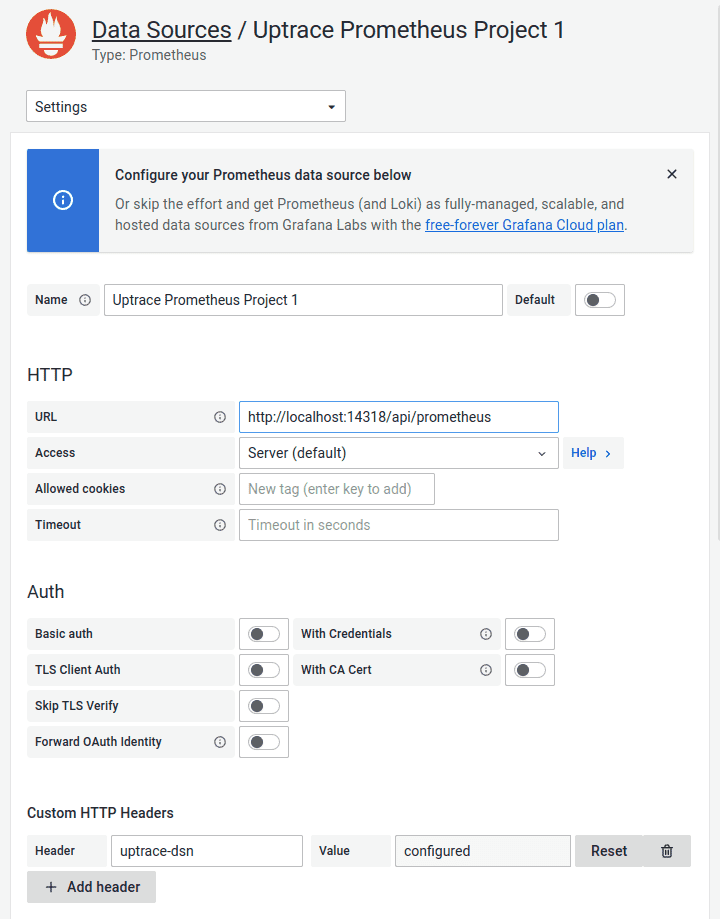 Data Sources / Uptrace Prometheus Project 1
Type: Prometheus
Settings
Configure your Prometheus data source below
Or skip the effort and get Prometheus (and Loki) as fully-managed, scalable, and
hosted data sources from Grafana Labs with the free-forever Grafana Cloud plan.
Name Uptrace Prometheus Project 1 Default
HTTP
URL http://localhost:14318/api/prometheus
Access Server (default) Help
Allowed cookies New tag (enter key to add)
Timeout Timeout in seconds
Auth
Basic auth With Credentials
TLS Client Auth With CA Cert
Skip TLS Verify
Forward OAuth Identity
Custom HTTP Headers
Header uptrace-dsn Value configured Reset
+ Add header